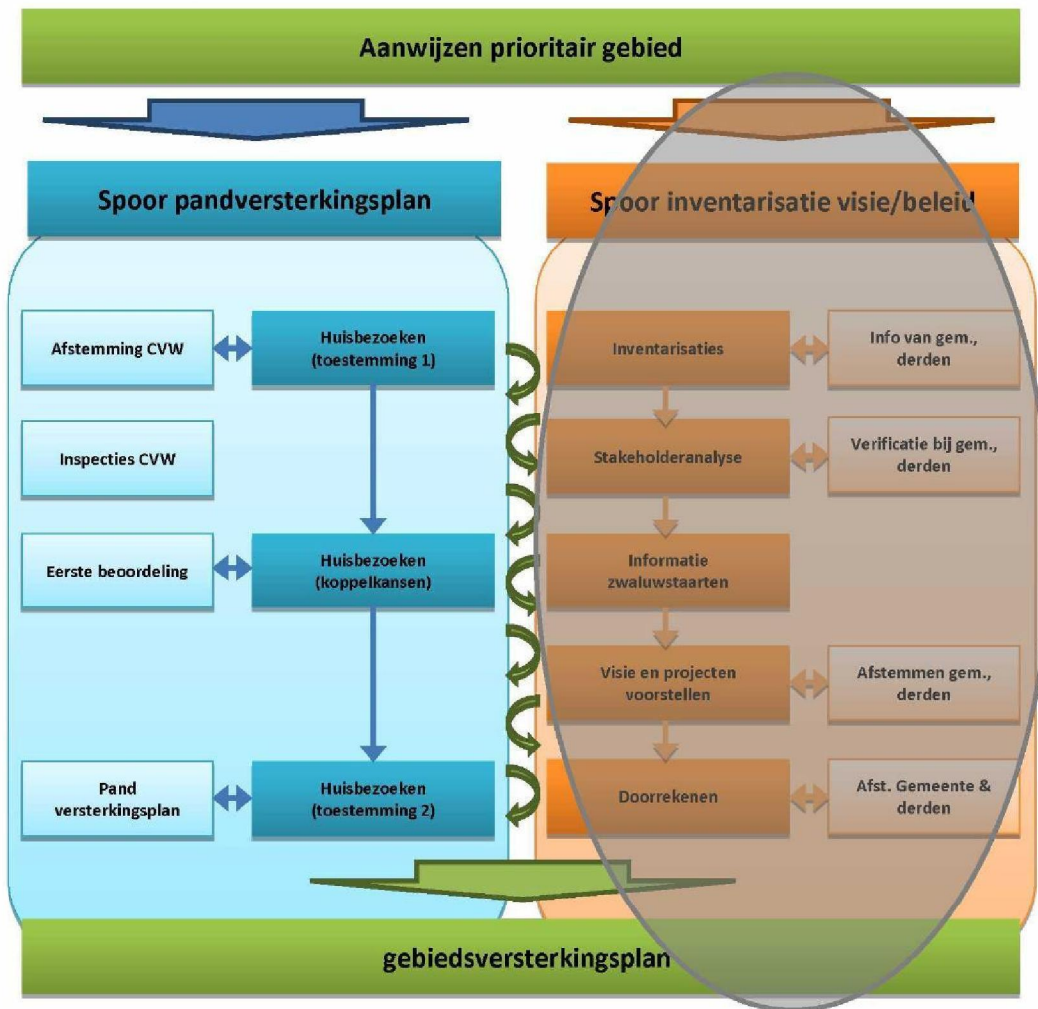 Aanwijzen prioritair gebied
Spoor pandversterkingsplan
Spoor inventarisatie visie/beleid
Afstemming CVW
Huisbezoeken
(toestemming 1)
Inspecties CVW
Eerste beoordeling
Huisbezoeken
(koppelkansen)
Pand
versterkingsplan
Huisbezoeken
(toestemming 2)
Inventarisaties
Info van gem.,
derden
Stakeholderanalyse
Verificatie bij gem.,
derden
Informatie
zwaluwstaarten
Visie en projecten
voorstellen
Afstemmen gem.,
derden
Doorrekenen
Afst. Gemeente &
derden
gebiedsversterkingsplan